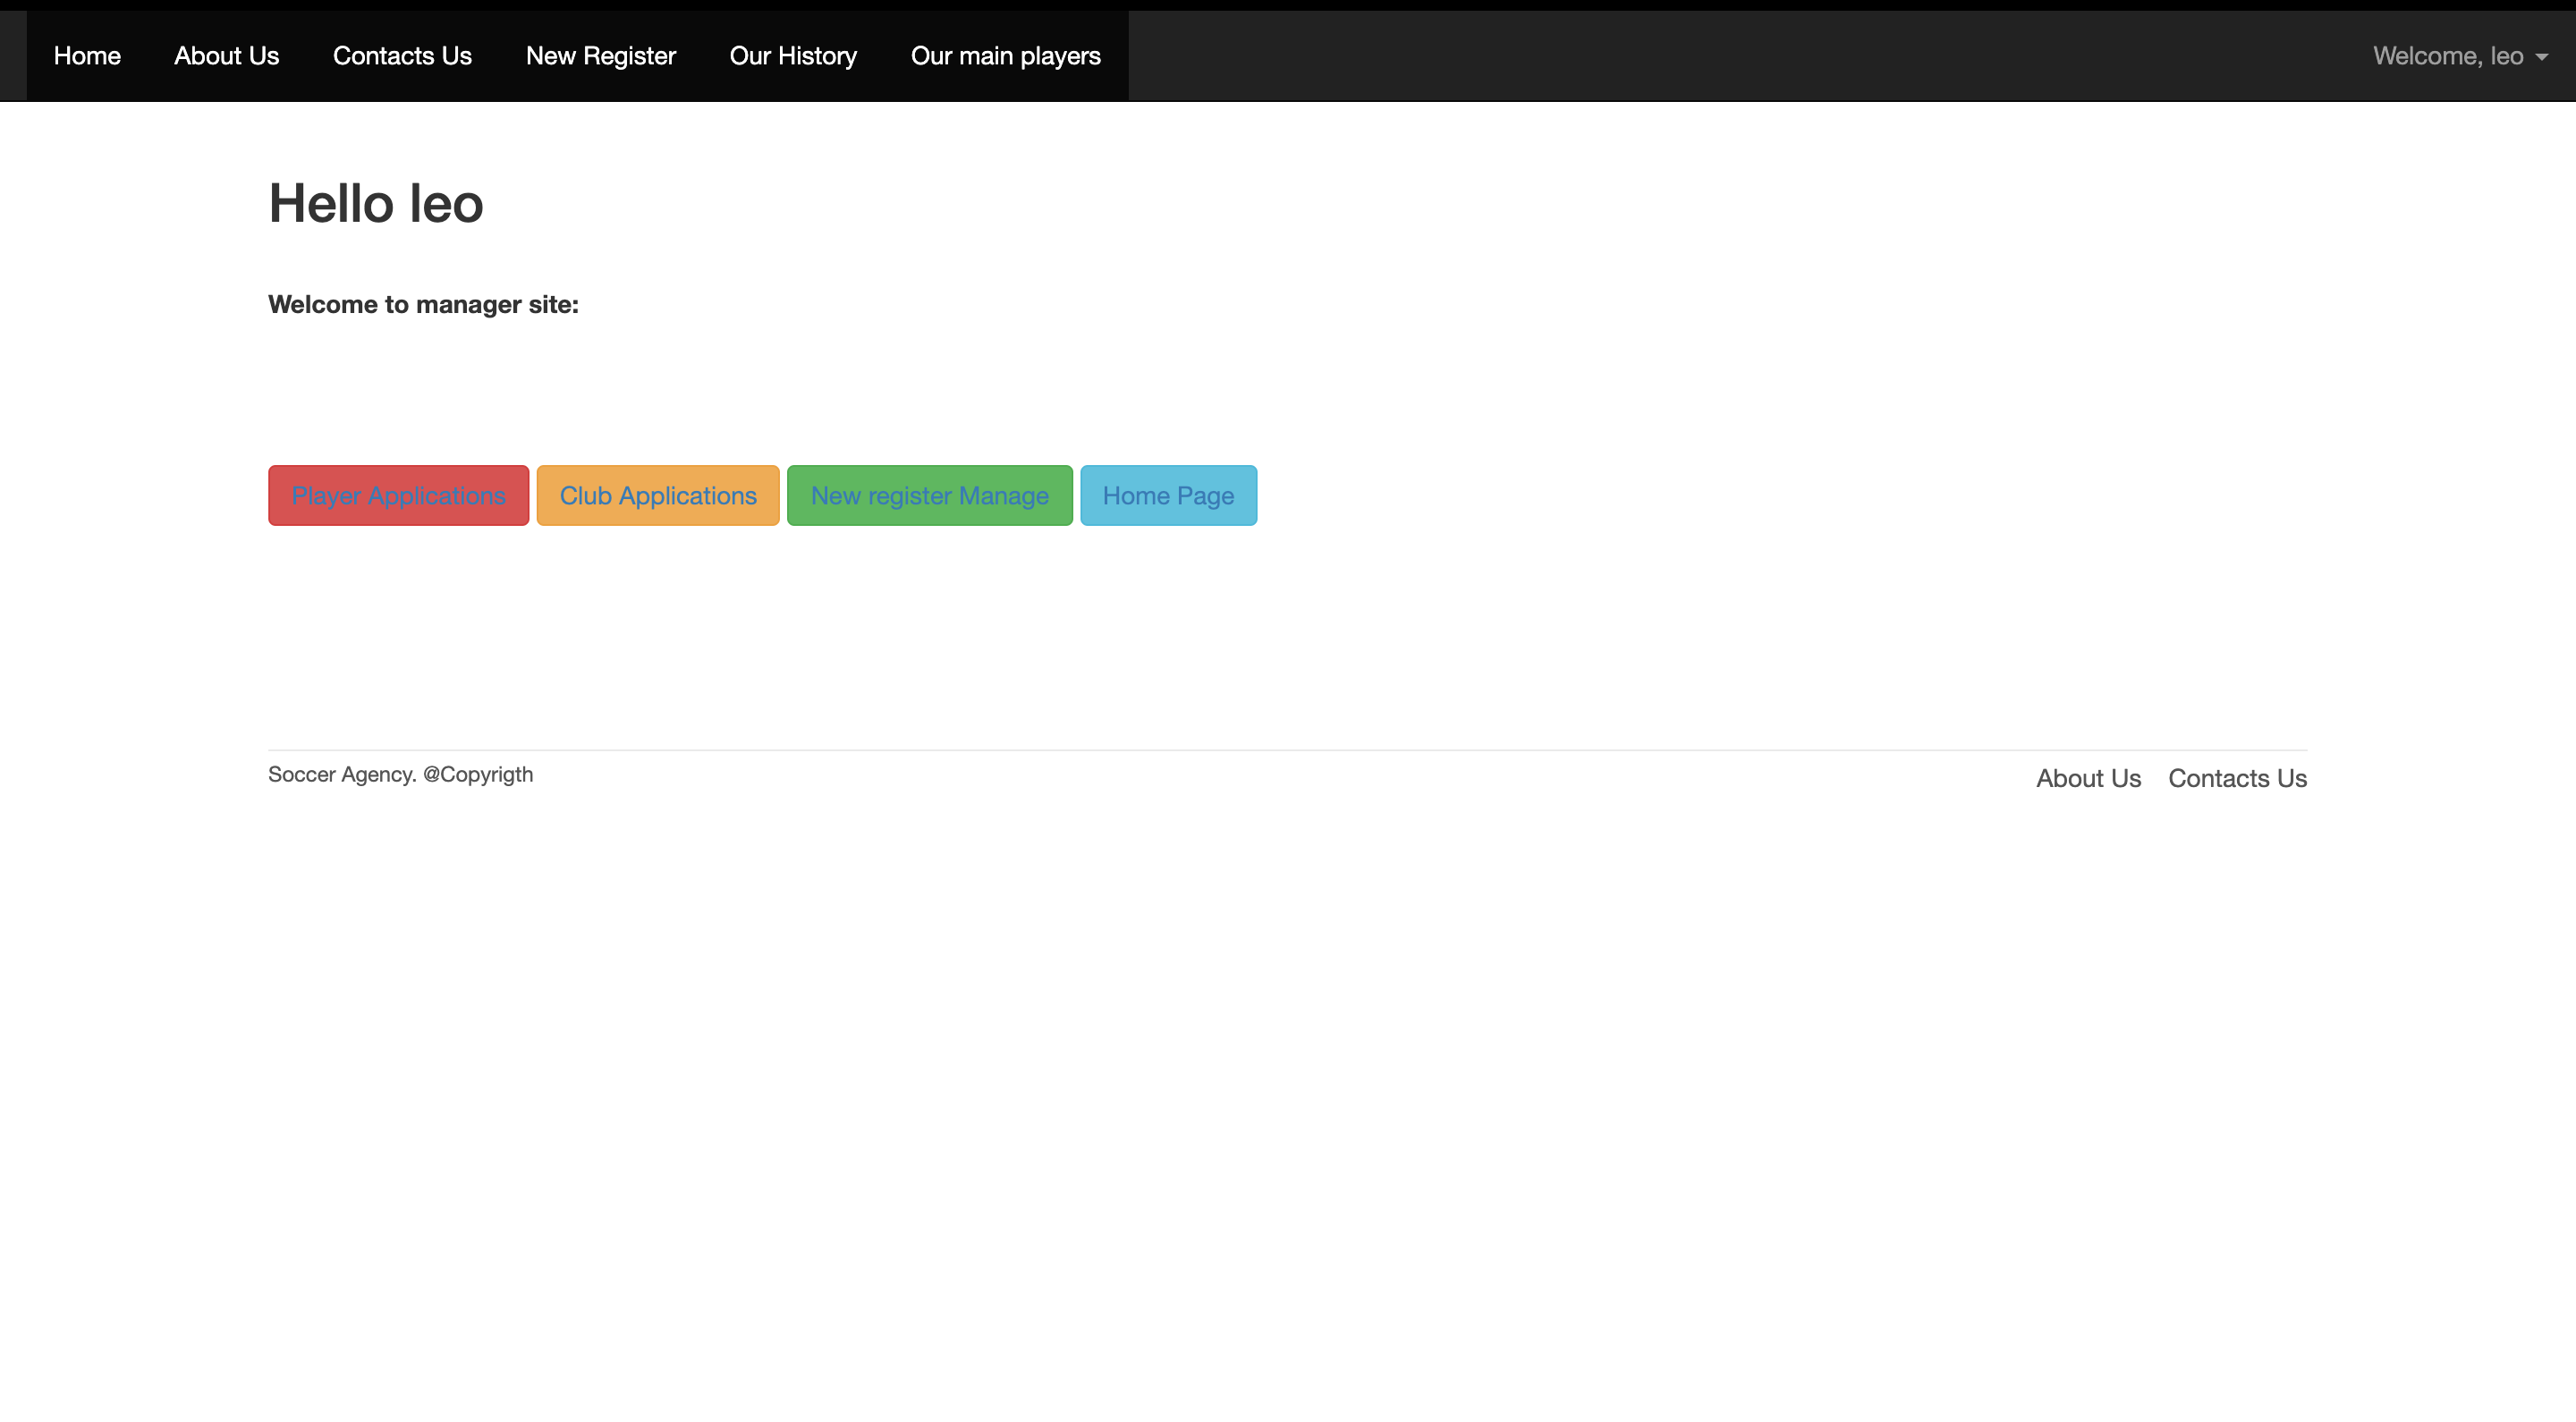 Home About Us Contacts Us New Register Our History Our main players Welcome, leo
Hello leo
Welcome to manager site:
Player Applications Club Applications New register Manage Home Page
Soccer Agency. @Copyrigth About Us Contacts Us